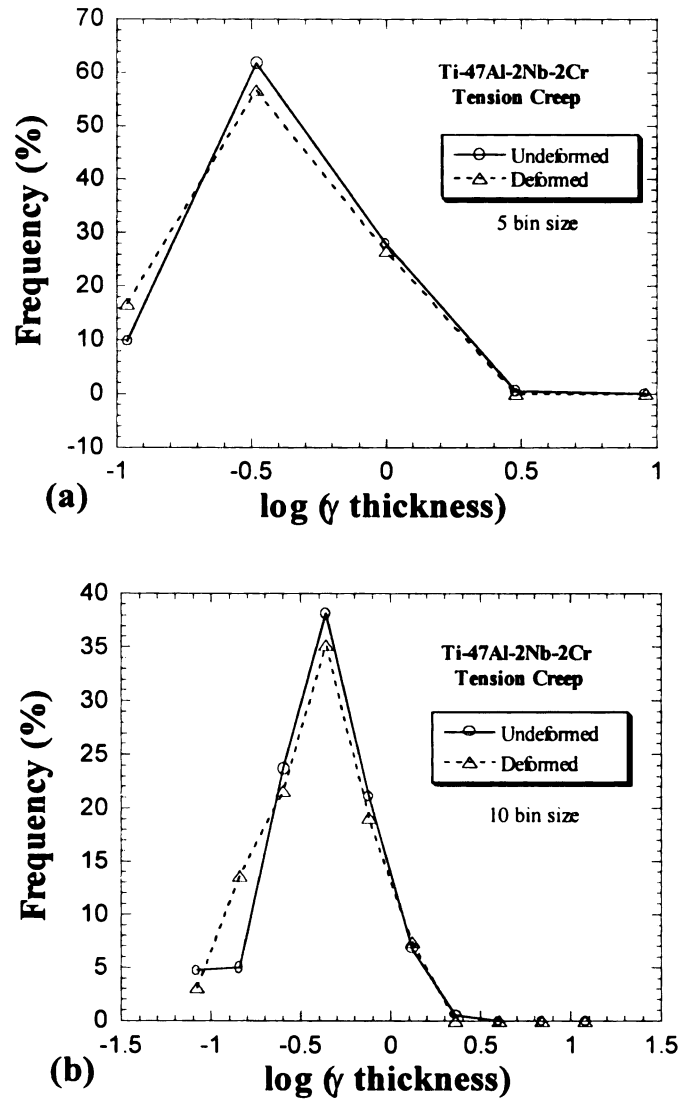 70
60
50
40
30
20
10
0
-10
Frequency (%)
Ti-47Al-2Nb-2Cr
Tension Creep
Undeformed
Deformed
5 bin size
-1
-0.5
0
0.5
1
(a)
log (γ thickness)
40
35
30
25
20
15
10
5
0
Frequency (%)
Ti-47Al-2Nb-2Cr
Tension Creep
Undeformed
Deformed
10 bin size
-1.5
-1
-0.5
0
0.5
1
1.5
(b)
log (γ thickness)